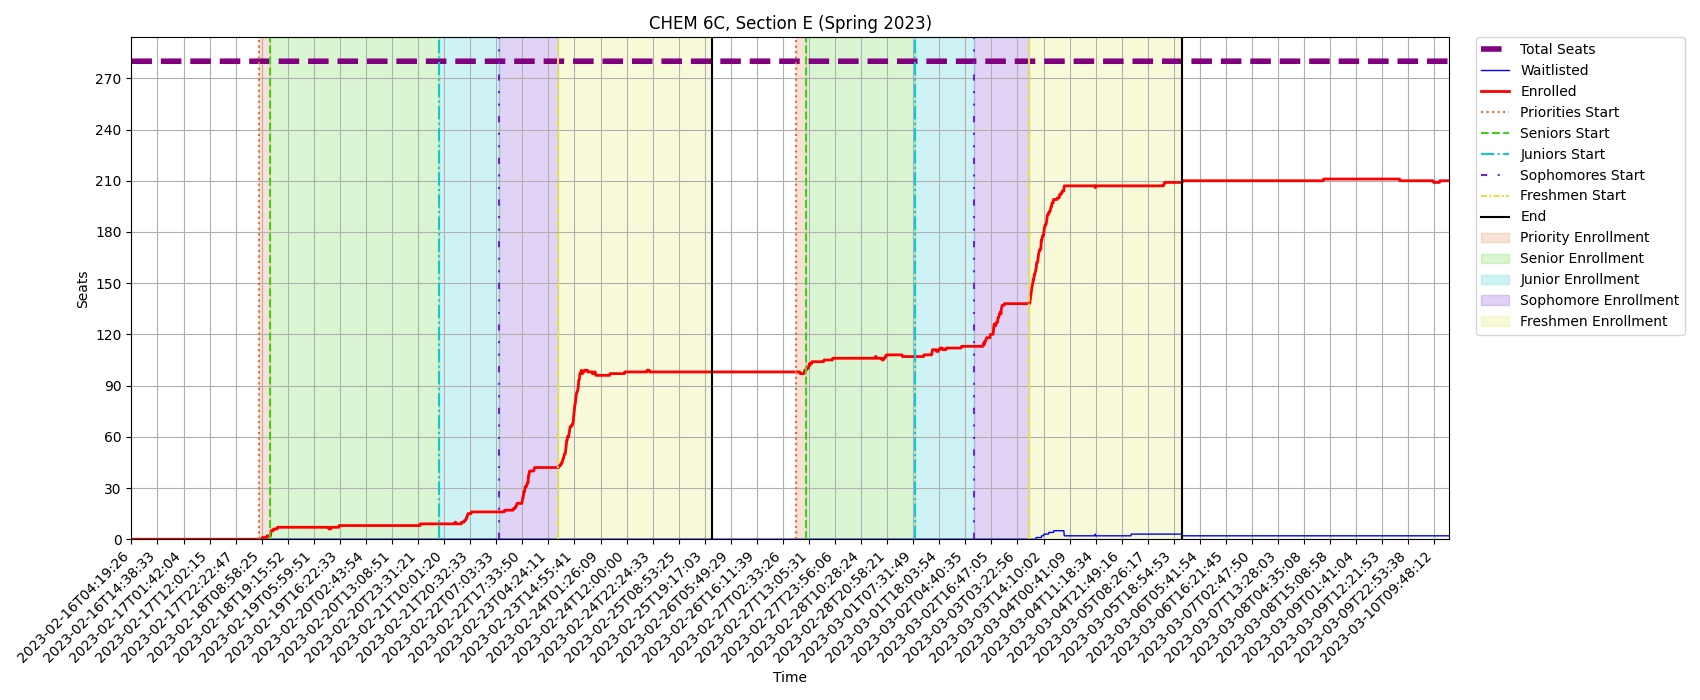 CHEM 6C, Section E (Spring 2023)
Seats
270
240
210
180
150
120
90
60
30
0
2023-02-16T04:19:26
2023-02-16T14:38:33
2023-02-17T01:42:04
2023-02-17T12:02:15
2023-02-17T22:22:47
2023-02-18T08:58:25
2023-02-18T19:15:52
2023-02-19T05:59:51
2023-02-19T16:22:33
2023-02-20T02:43:54
2023-02-20T13:08:51
2023-02-20T23:31:21
2023-02-21T10:01:20
2023-02-21T20:32:33
2023-02-22T07:03:33
2023-02-22T17:33:50
2023-02-23T04:24:11
2023-02-23T14:55:41
2023-02-24T01:26:09
2023-02-24T12:00:00
2023-02-24T22:24:33
2023-02-25T08:53:25
2023-02-25T19:17:03
2023-02-26T05:49:29
2023-02-26T16:11:39
2023-02-27T02:33:26
2023-02-27T13:05:31
2023-02-27T23:56:06
2023-02-28T10:28:24
2023-02-28T20:58:21
2023-03-01T07:31:49
2023-03-01T18:03:54
2023-03-02T04:40:35
2023-03-02T16:47:05
2023-03-03T03:22:56
2023-03-03T14:10:02
2023-03-04T00:41:09
2023-03-04T11:18:34
2023-03-04T21:49:16
2023-03-05T08:26:17
2023-03-05T18:54:53
2023-03-06T05:41:54
2023-03-06T16:21:45
2023-03-07T02:47:50
2023-03-07T13:28:03
2023-03-08T04:35:08
2023-03-08T15:08:58
2023-03-09T01:41:04
2023-03-09T12:21:53
2023-03-09T22:53:38
2023-03-10T09:48:12
Time
Total Seats
Waitlisted
Enrolled
Priorities Start
Seniors Start
Juniors Start
Sophomores Start
Freshmen Start
End
Priority Enrollment
Senior Enrollment
Junior Enrollment
Sophomore Enrollment
Freshmen Enrollment